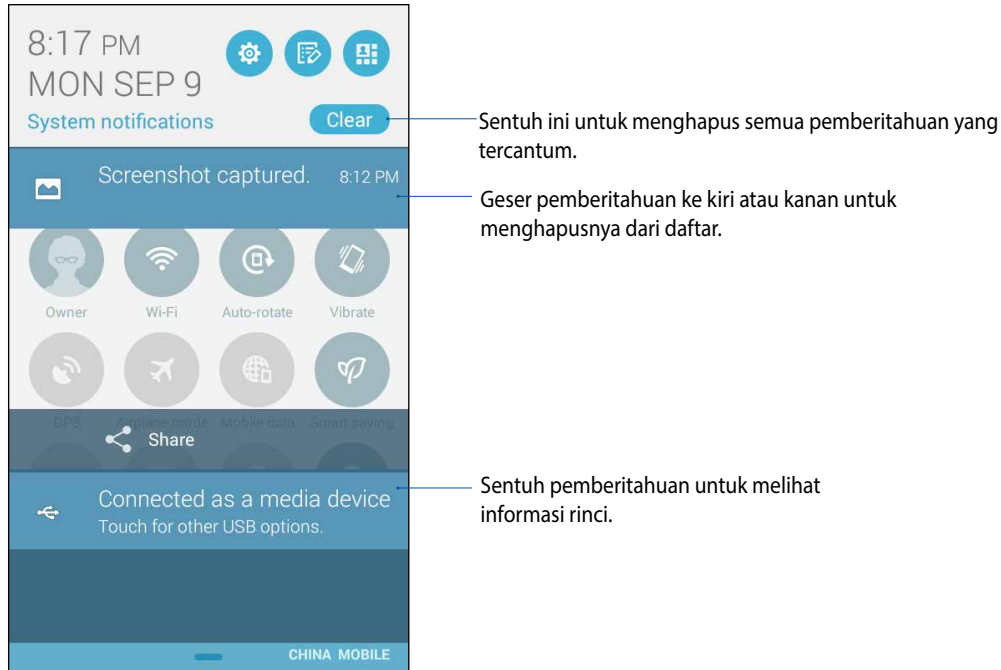 8:17 PM
MON SEP 9
System notifications
Clear
Sentuh ini untuk menghapus semua pemberitahuan yang
tercantum.
Screenshot captured.
8:12 PM
Geser pemberitahuan ke kiri atau kanan untuk
menghapusnya dari daftar.
Owner
Wi-Fi
Auto-rotate
Vibrate
GPS
Airplane mode
Mobile data
Smart saving
Share
Connected as a media device
Touch for other USB options.
Sentuh pemberitahuan untuk melihat
informasi rinci.
CHINA MOBILE